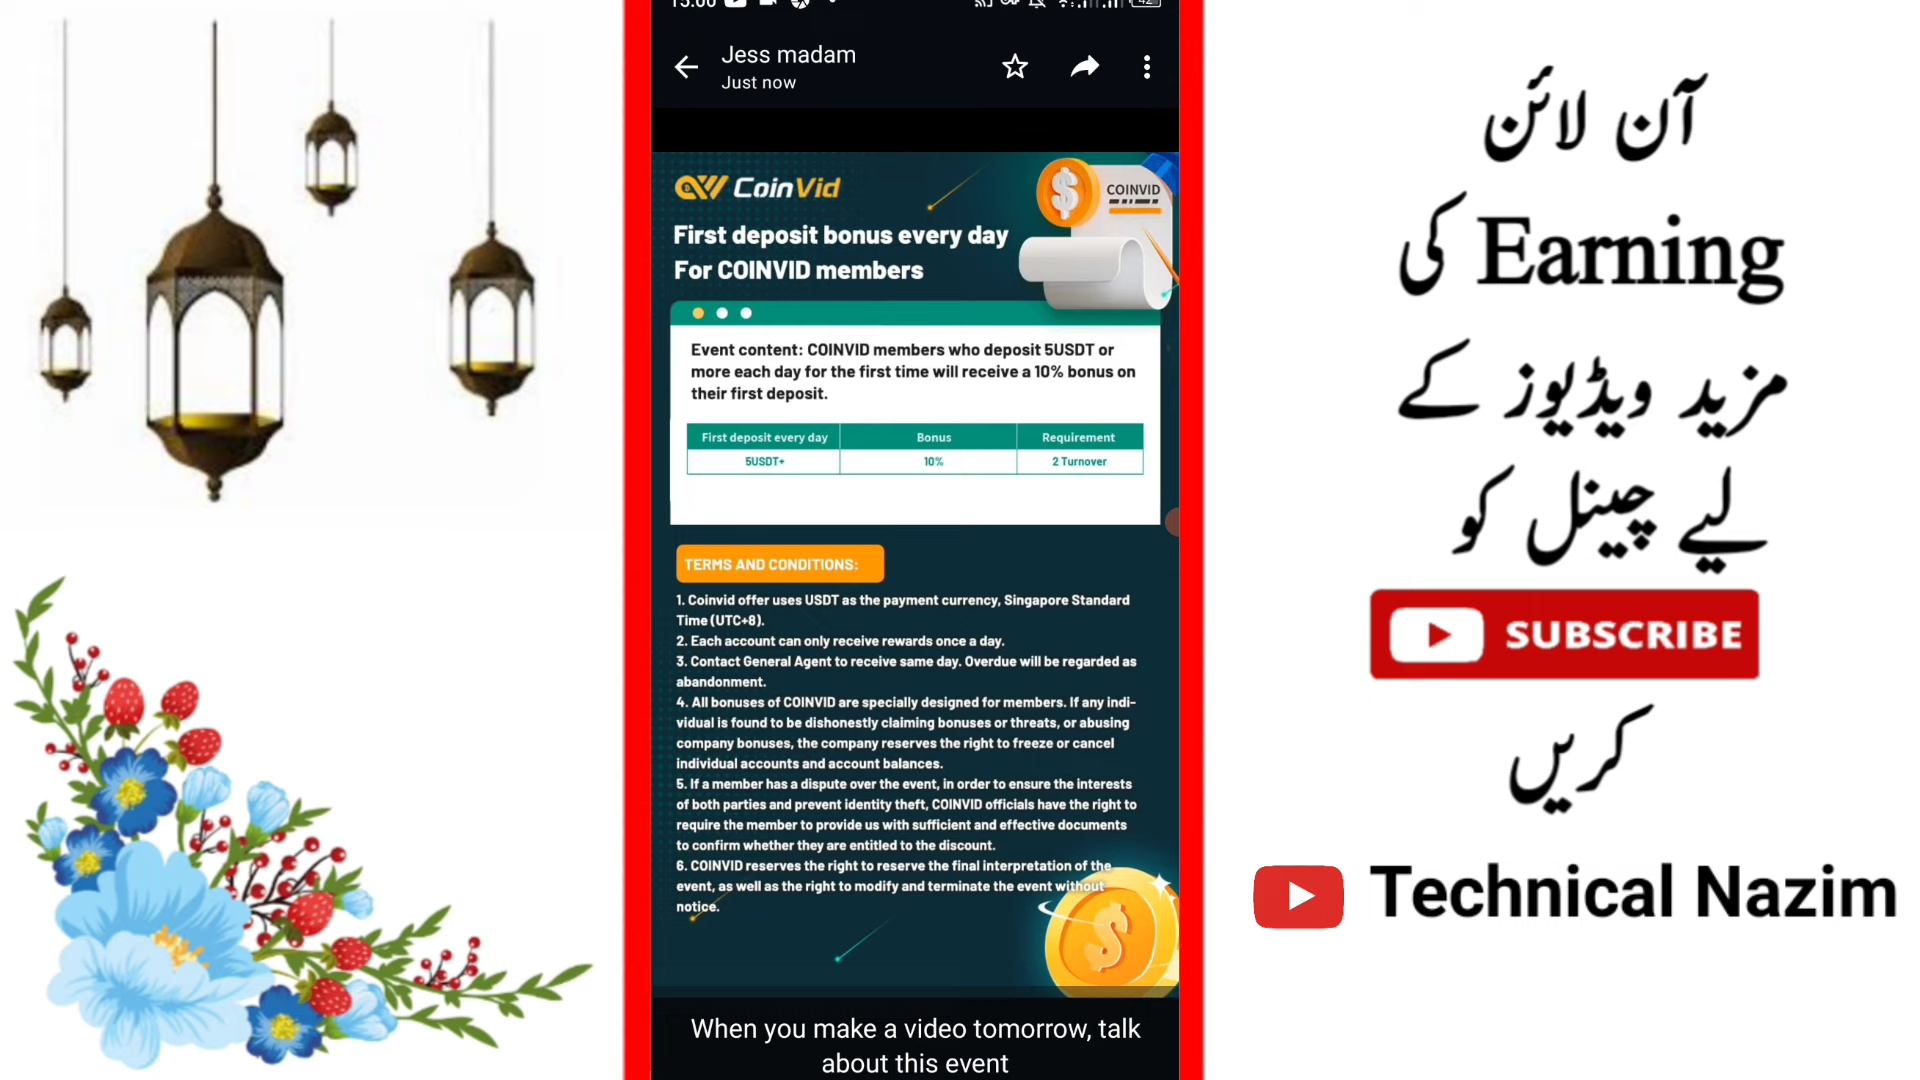 Jess madam
Just now
CoinVid
COINVID
First deposit bonus every day
For COINVID members
Event content: COINVID members who deposit 5USDT or
more each day for the first time will receive a 10% bonus on
their first deposit.
First deposit every day Bonus Requirement
5USDT+ 10% 2 Turnover
TERMS AND CONDITIONS:
1. Coinvid offer uses USDT as the payment currency, Singapore Standard
Time (UTC+8).
2. Each account can only receive rewards once a day.
3. Contact General Agent to receive same day. Overdue will be regarded as
abandonment.
4. All bonuses of COINVID are specially designed for members. If any indi-
vidual is found to be dishonestly claiming bonuses or threats, or abusing
company bonuses, the company reserves the right to freeze or cancel
individual accounts and account balances.
5. If a member has a dispute over the event, in order to ensure the interests
of both parties and prevent identity theft, COINVID officials have the right to
require the member to provide us with sufficient and effective documents
to confirm whether they are entitled to the discount.
6. COINVID reserves the right to reserve the final interpretation of the
event, as well as the right to modify and terminate the event without
notice.
When you make a video tomorrow, talk
about this event
آن لائن
Earning کی
مزید ویڈیوز کے
لیے چینل کو
SUBSCRIBE
کریں
Technical Nazim